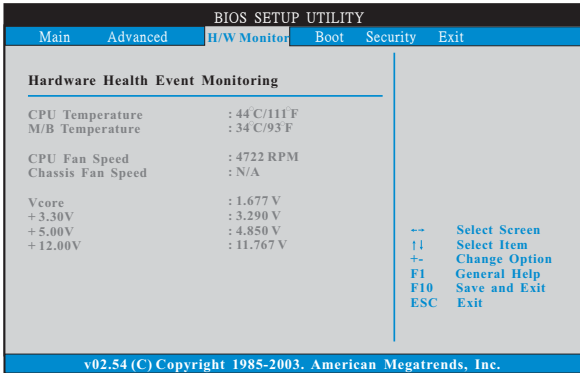 BIOS SETUP UTILITY
Main Advanced H/W Monitor Boot Security Exit
Hardware Health Event Monitoring
CPU Temperature : 44°C/111°F
M/B Temperature : 34°C/93°F
CPU Fan Speed : 4722 RPM
Chassis Fan Speed : N/A
Vcore : 1.677 V
+ 3.30V : 3.290 V
+ 5.00V : 4.850 V
+ 12.00V : 11.767 V
←→ Select Screen
↑↓ Select Item
+- Change Option
F1 General Help
F10 Save and Exit
ESC Exit
v02.54 (C) Copyright 1985-2003. American Megatrends, Inc.